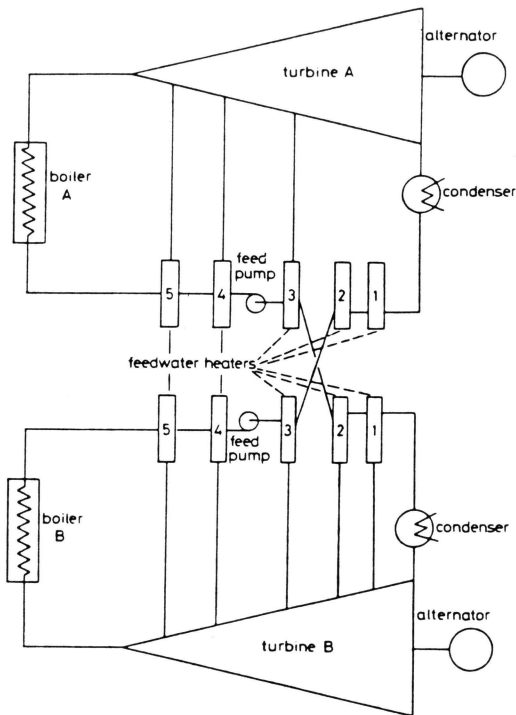 alternator
turbine A
boiler
A
condenser
feed
pump
5
4
3
2
1
feedwater heaters
5
4
3
2
1
feed
pump
boiler
B
condenser
alternator
turbine B